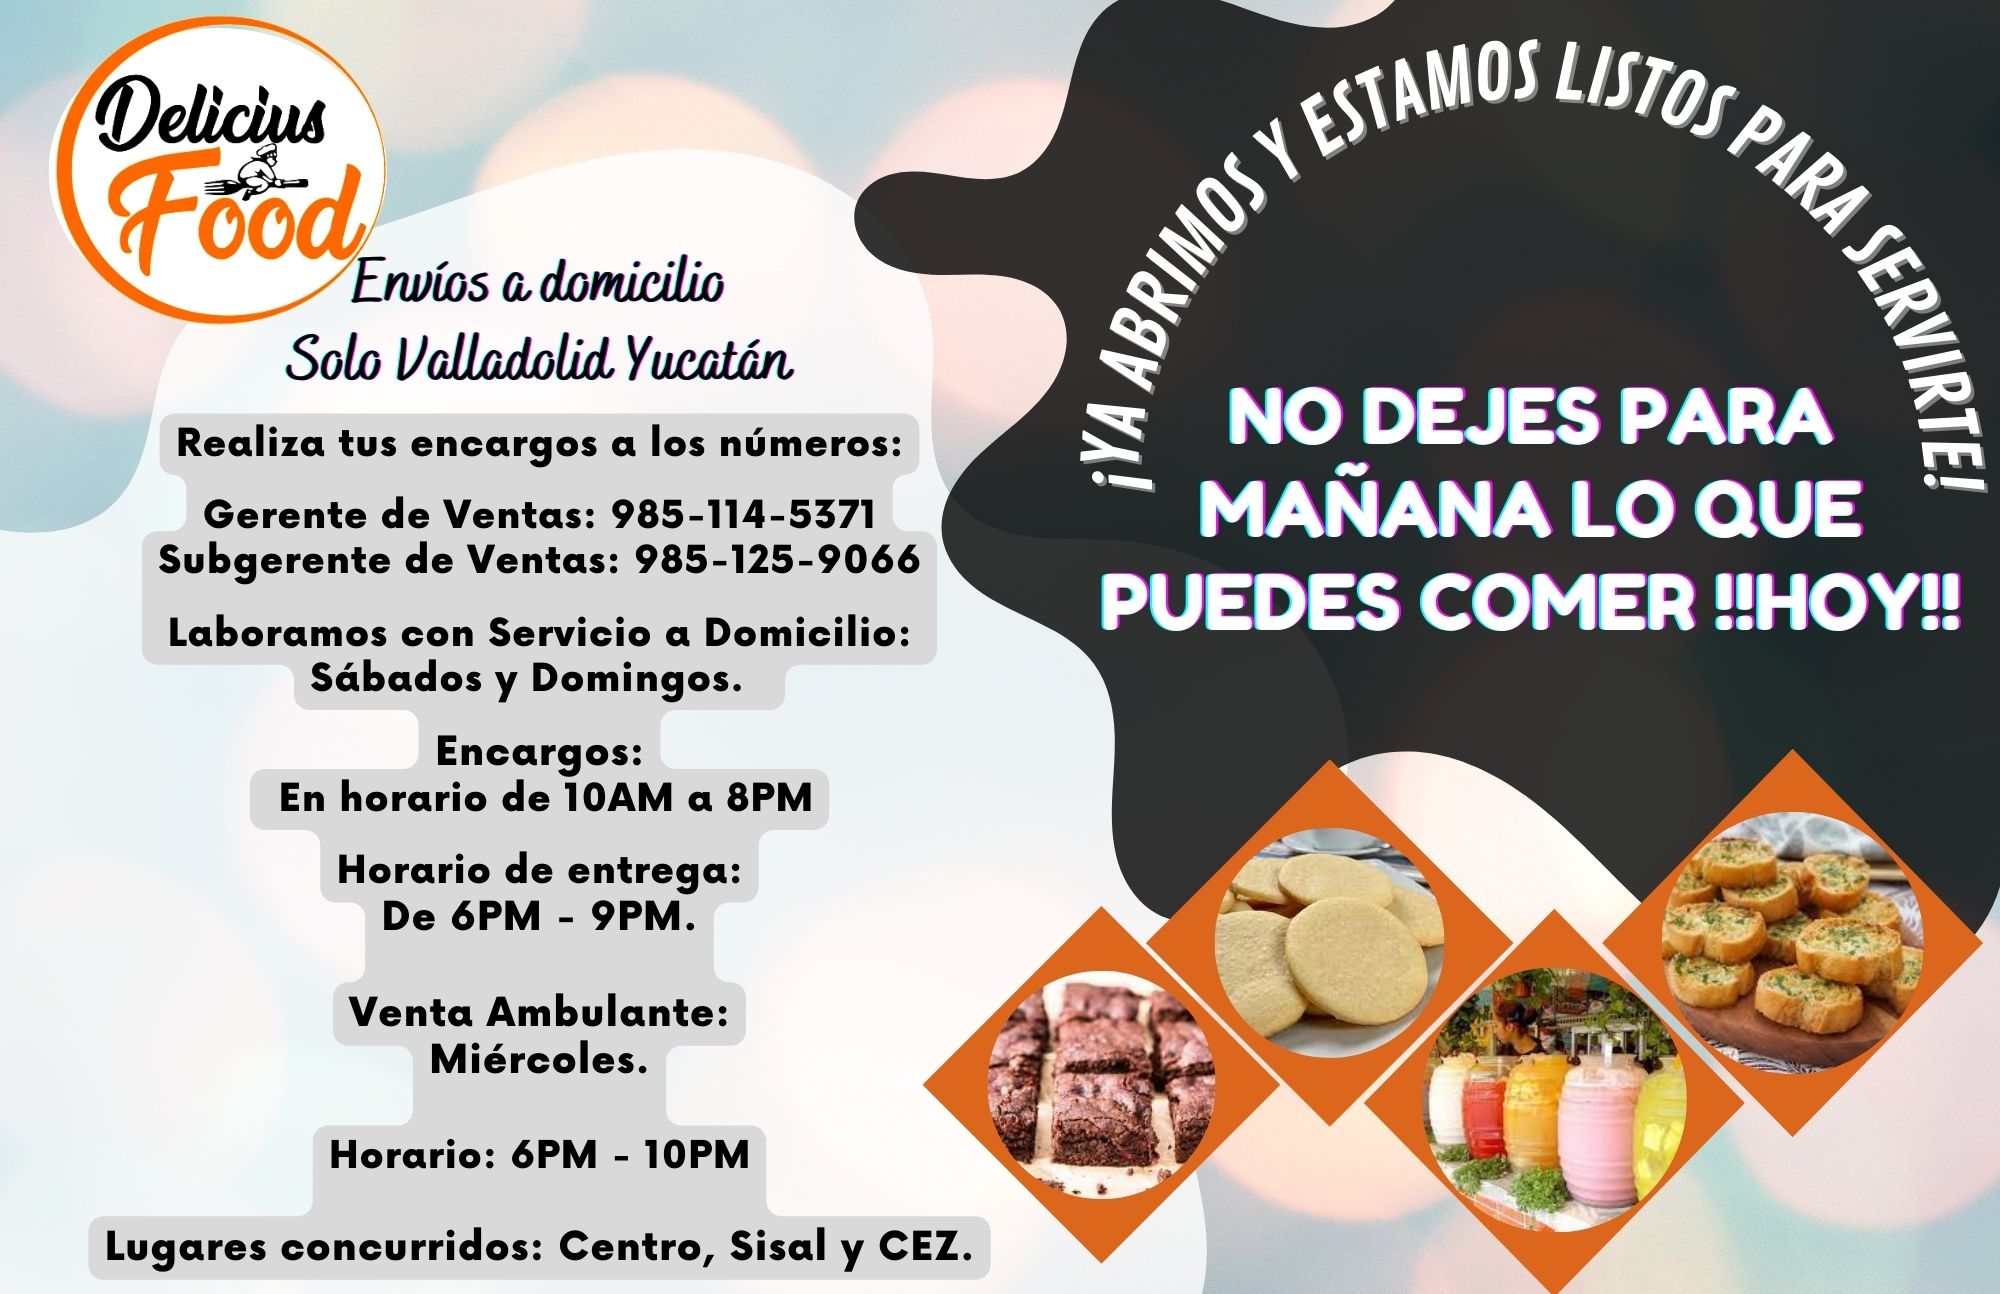 Delicius
Food
Envíos a domicilio
Solo Valladolid Yucatán
Realiza tus encargos a los números:
Gerente de Ventas: 985-114-5371
Subgerente de Ventas: 985-125-9066
Laboramos con Servicio a Domicilio:
Sábados y Domingos.
Encargos:
En horario de 10AM a 8PM
Horario de entrega:
De 6PM - 9PM.
Venta Ambulante:
Miércoles.
Horario: 6PM - 10PM
Lugares concurridos: Centro, Sisal y CEZ.
¡YA ABRIMOS Y ESTAMOS LISTOS PARA SERVIRTE!
NO DEJES PARA
MAÑANA LO QUE
PUEDES COMER !!HOY!!